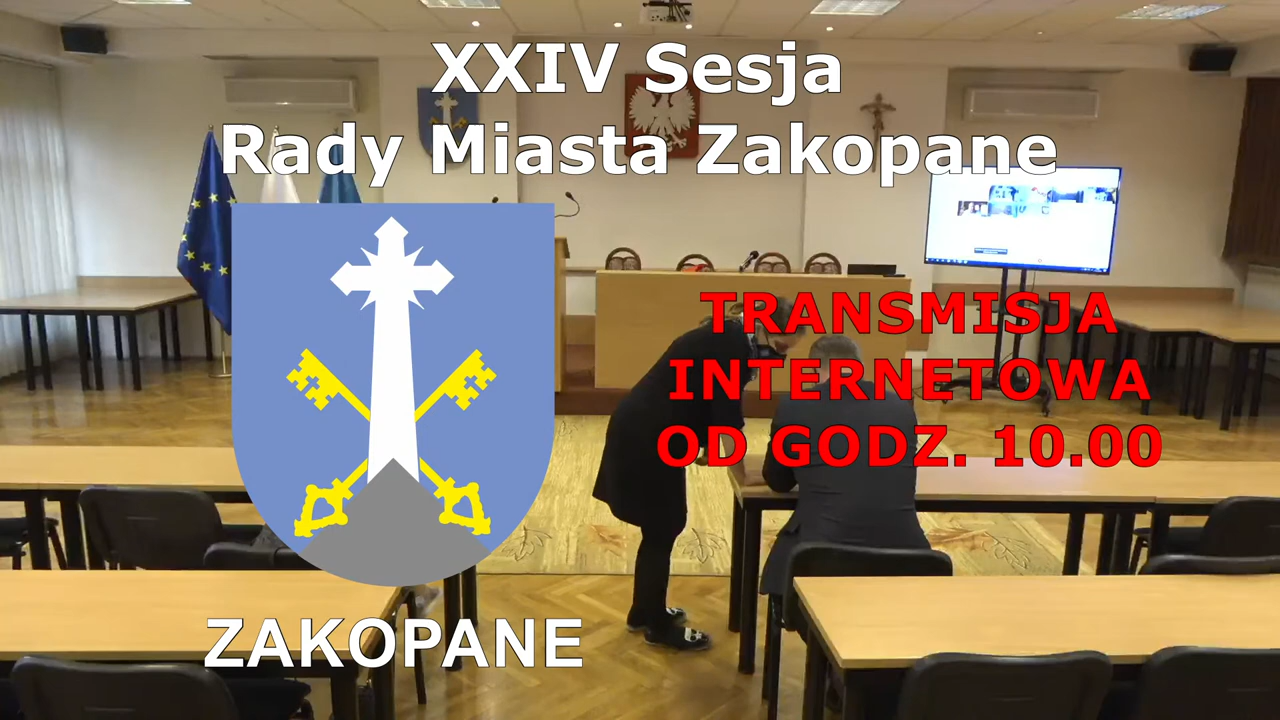 XXIV Sesja
Rady Miasta Zakopane
TRANSMISJA
INTERNETOWA
OD GODZ. 10.00
ZAKOPANE